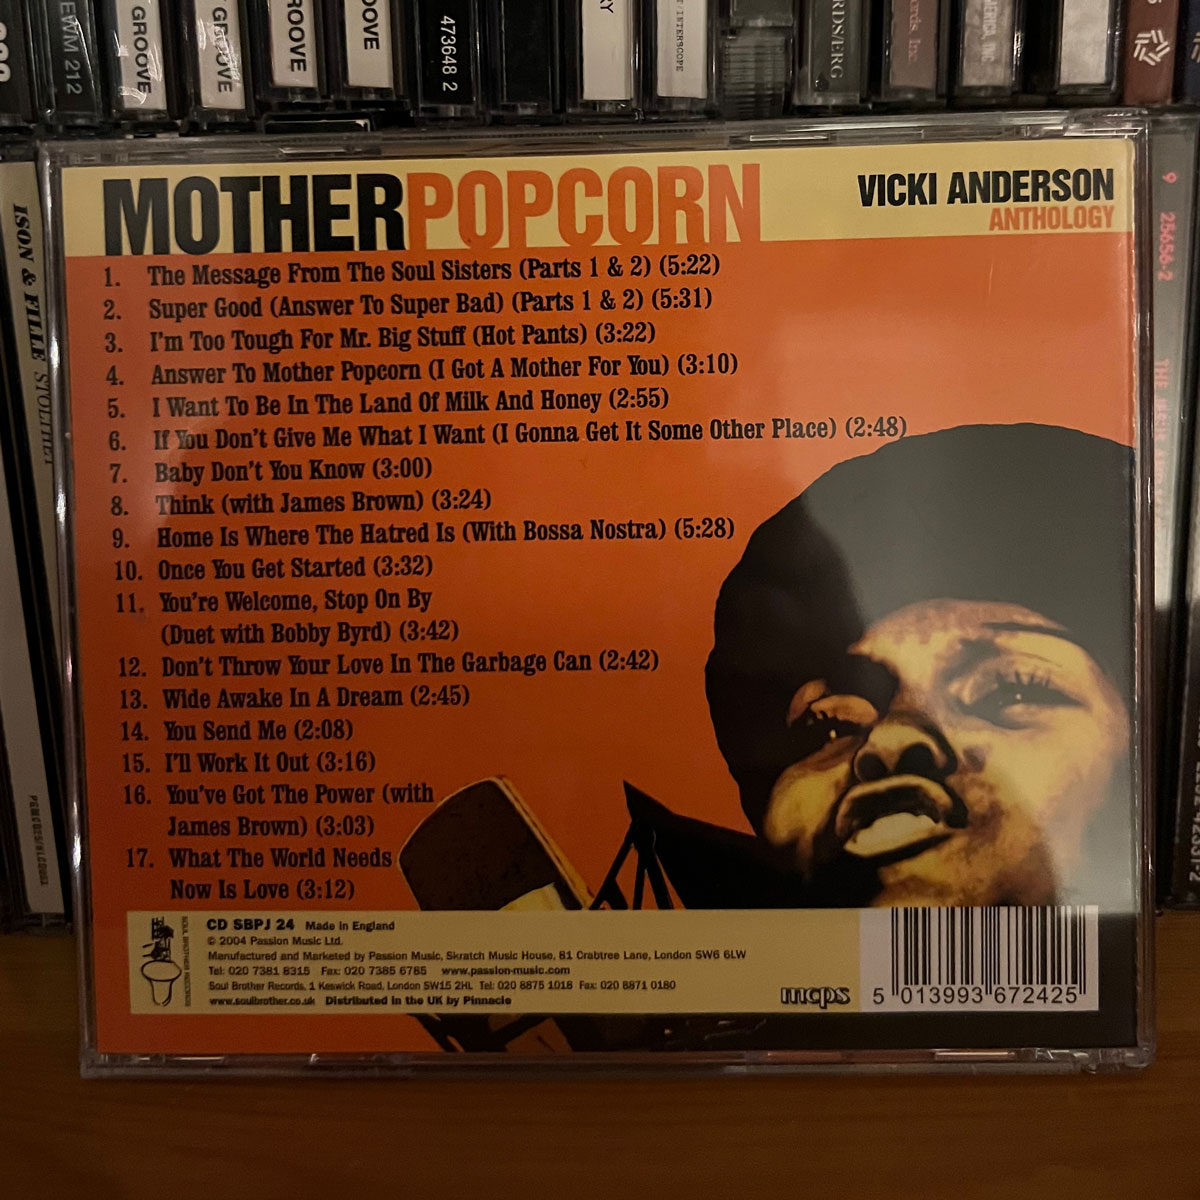 EWM 212
GROOVE
GROOVE
GROOVE
OOVE
473648 2
RDSFERG
ISON & FILLE
9 25656-2
MOTHERPOPCORN
VICKI ANDERSON
ANTHOLOGY
1. The Message From The Soul Sisters (Parts 1 & 2) (5:22)
2. Super Good (Answer To Super Bad) (Parts 1 & 2) (5:31)
3. I'm Too Tough For Mr. Big Stuff (Hot Pants) (3:22)
4. Answer To Mother Popcorn (I Got A Mother For You) (3:10)
5. I Want To Be In The Land Of Milk And Honey (2:55)
6. If You Don't Give Me What I Want (I Gonna Get It Some Other Place) (2:48)
7. Baby Don't You Know (3:00)
8. Think (with James Brown) (3:24)
9. Home Is Where The Hatred Is (With Bossa Nostra) (5:28)
10. Once You Get Started (3:32)
11. You're Welcome, Stop On By
(Duet with Bobby Byrd) (3:42)
12. Don't Throw Your Love In The Garbage Can (2:42)
13. Wide Awake In A Dream (2:45)
14. You Send Me (2:08)
15. I'll Work It Out (3:16)
16. You've Got The Power (with
James Brown) (3:03)
17. What The World Needs
Now Is Love (3:12)
SOUL BROTHER RECORDS
CD SBPJ 24 Made in England
© 2004 Passion Music Ltd.
Manufactured and Marketed by Passion Music, Skratch Music House, 81 Crabtree Lane, London SW6 6LW
Tel: 020 7381 8315 Fax: 020 7385 6785 www.passion-music.com
Soul Brother Records, 1 Keswick Road, London SW15 2HL Tel: 020 8875 1018 Fax: 020 8871 0180
www.soulbrother.co.uk Distributed in the UK by Pinnacle
mcps
5 013993 672425